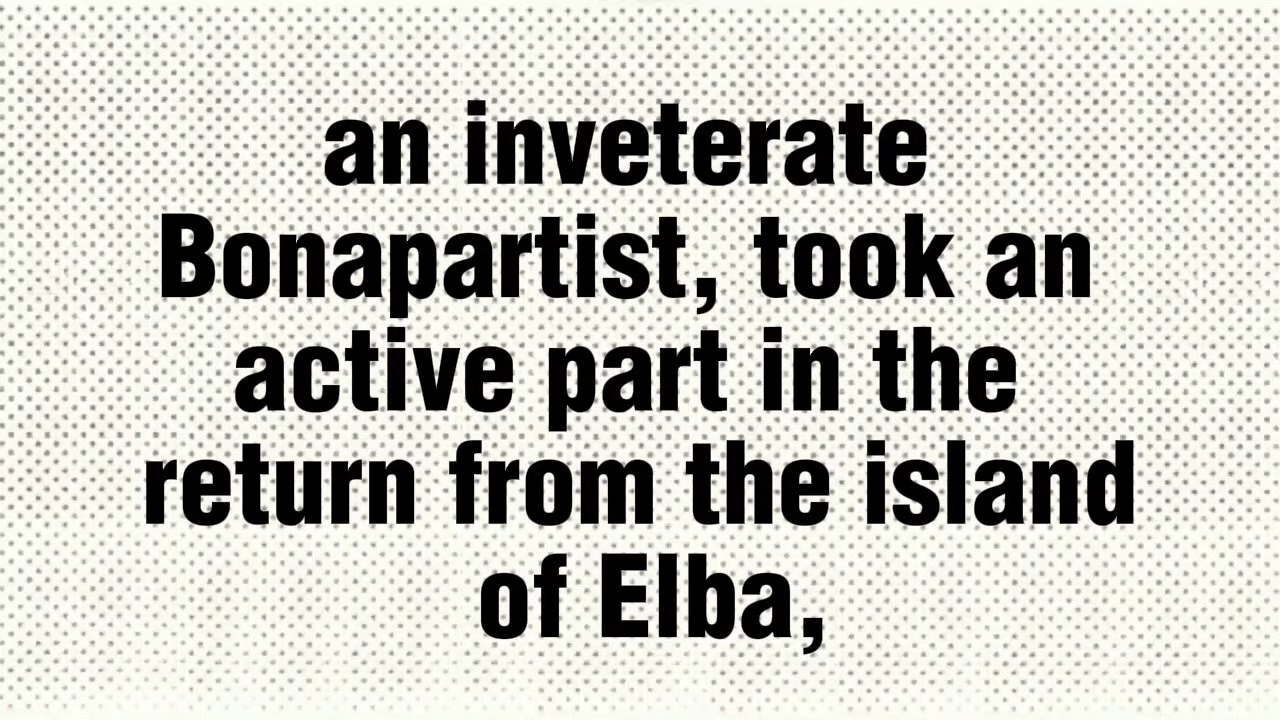 an inveterate
Bonapartist, took an
active part in the
return from the island
of Elba,